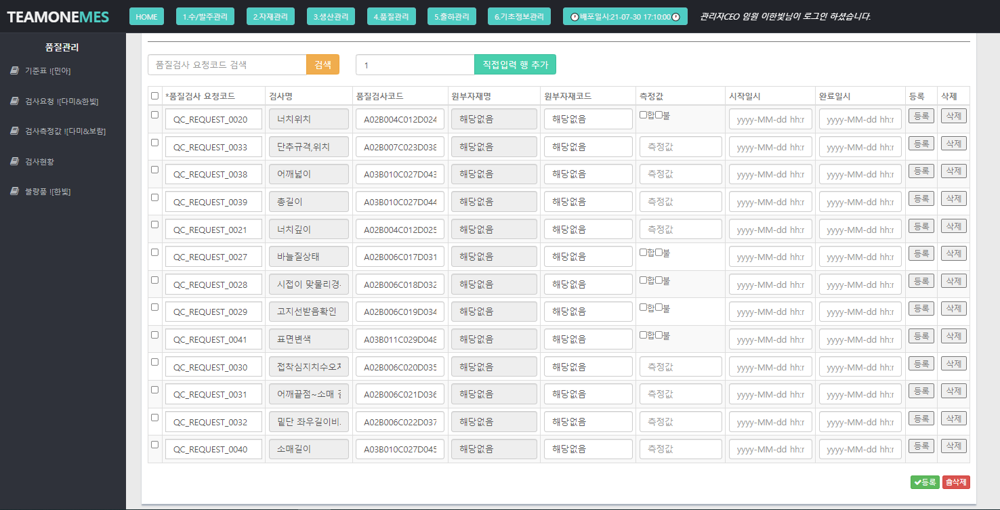 TEAMONEMES HOME 1.수/발주관리 2.자재관리 3.생산관리 4.품질관리 5.출하관리 6.기초정보관리 배포일시:21-07-30 17:10:00 관리자CEO 임원 이한빛님이 로그인 하셨습니다.
품질관리
기준표 ![민아]
검사요청 ![다미&한빛]
검사측정값 ![다미&보람]
검사현황
불량품 ![한빛]
품질검사 요청코드 검색 검색 1 직접입력 행 추가
*품질검사 요청코드 검사명 품질검사코드 원부자재명 원부자재코드 측정값 시작일시 완료일시 등록 삭제
QC_REQUEST_0020 너치위치 A02B004C012D024 해당없음 해당없음 합 불 yyyy-MM-dd hh:r yyyy-MM-dd hh:r 등록 삭제
QC_REQUEST_0033 단추규격,위치 A02B007C023D038 해당없음 해당없음 측정값 yyyy-MM-dd hh:r yyyy-MM-dd hh:r 등록 삭제
QC_REQUEST_0038 어깨넓이 A03B010C027D043 해당없음 해당없음 측정값 yyyy-MM-dd hh:r yyyy-MM-dd hh:r 등록 삭제
QC_REQUEST_0039 총길이 A03B010C027D044 해당없음 해당없음 측정값 yyyy-MM-dd hh:r yyyy-MM-dd hh:r 등록 삭제
QC_REQUEST_0021 너치깊이 A02B004C012D025 해당없음 해당없음 측정값 yyyy-MM-dd hh:r yyyy-MM-dd hh:r 등록 삭제
QC_REQUEST_0027 바늘질상태 A02B006C017D031 해당없음 해당없음 합 불 yyyy-MM-dd hh:r yyyy-MM-dd hh:r 등록 삭제
QC_REQUEST_0028 시접이 맞물리경 A02B006C018D032 해당없음 해당없음 합 불 yyyy-MM-dd hh:r yyyy-MM-dd hh:r 등록 삭제
QC_REQUEST_0029 고지선받음확인 A02B006C019D034 해당없음 해당없음 합 불 yyyy-MM-dd hh:r yyyy-MM-dd hh:r 등록 삭제
QC_REQUEST_0041 표면변색 A03B011C029D048 해당없음 해당없음 합 불 yyyy-MM-dd hh:r yyyy-MM-dd hh:r 등록 삭제
QC_REQUEST_0030 접착심지치수오차 A02B006C020D035 해당없음 해당없음 측정값 yyyy-MM-dd hh:r yyyy-MM-dd hh:r 등록 삭제
QC_REQUEST_0031 어깨끝점~소매 A02B006C021D036 해당없음 해당없음 측정값 yyyy-MM-dd hh:r yyyy-MM-dd hh:r 등록 삭제
QC_REQUEST_0032 밑단 좌우길이비 A02B006C022D037 해당없음 해당없음 측정값 yyyy-MM-dd hh:r yyyy-MM-dd hh:r 등록 삭제
QC_REQUEST_0040 소매길이 A03B010C027D045 해당없음 해당없음 측정값 yyyy-MM-dd hh:r yyyy-MM-dd hh:r 등록 삭제
등록 삭제